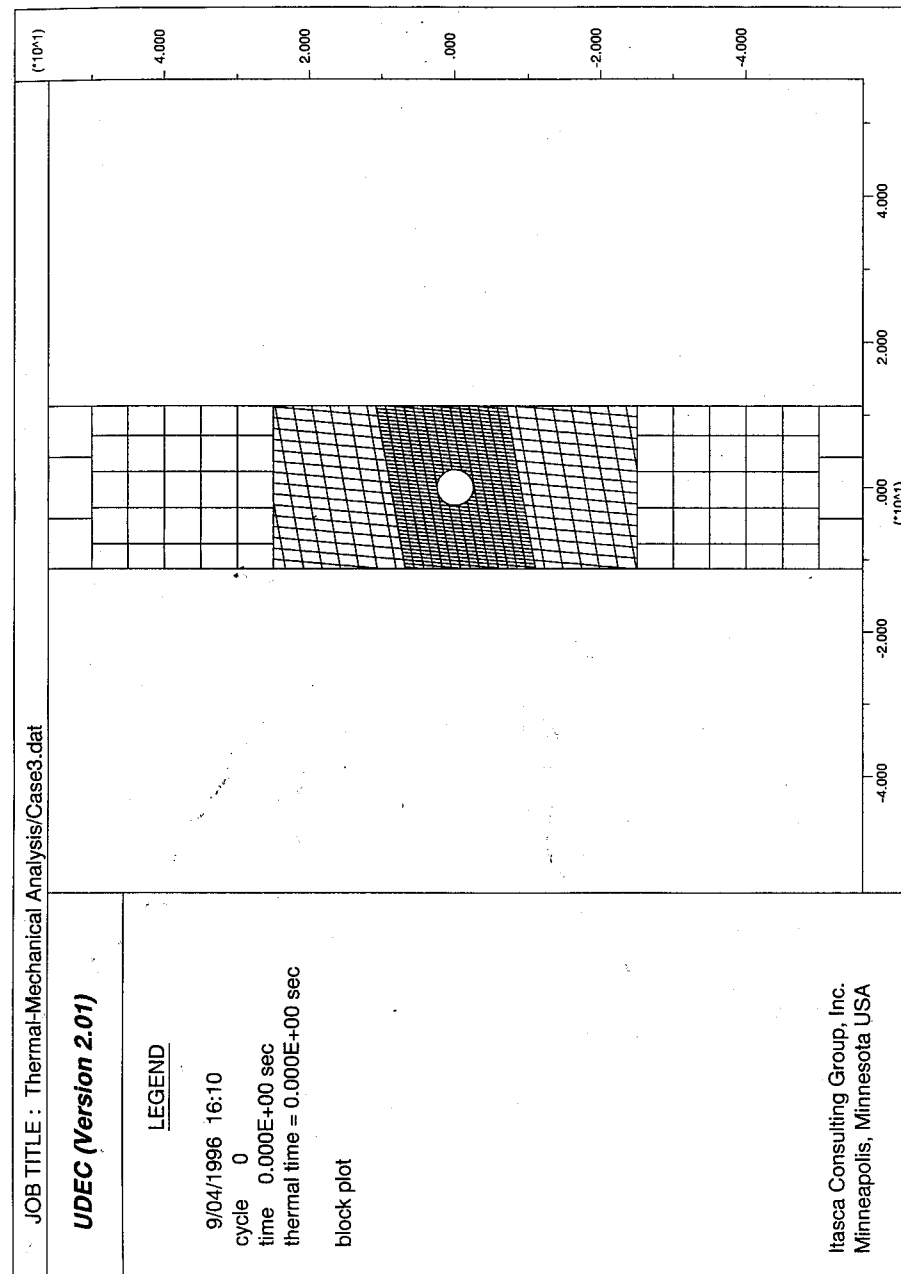 JOB TITLE : Thermal-Mechanical Analysis/Case3.dat
(*10^1)
UDEC (Version 2.01)
LEGEND
9/04/1996 16:10
cycle 0
time 0.000E+00 sec
thermal time = 0.000E+00 sec
block plot
Itasca Consulting Group, Inc.
Minneapolis, Minnesota USA
4.000
2.000
.000
-2.000
-4.000
-4.000
-2.000
.000
2.000
4.000
(*10^1)